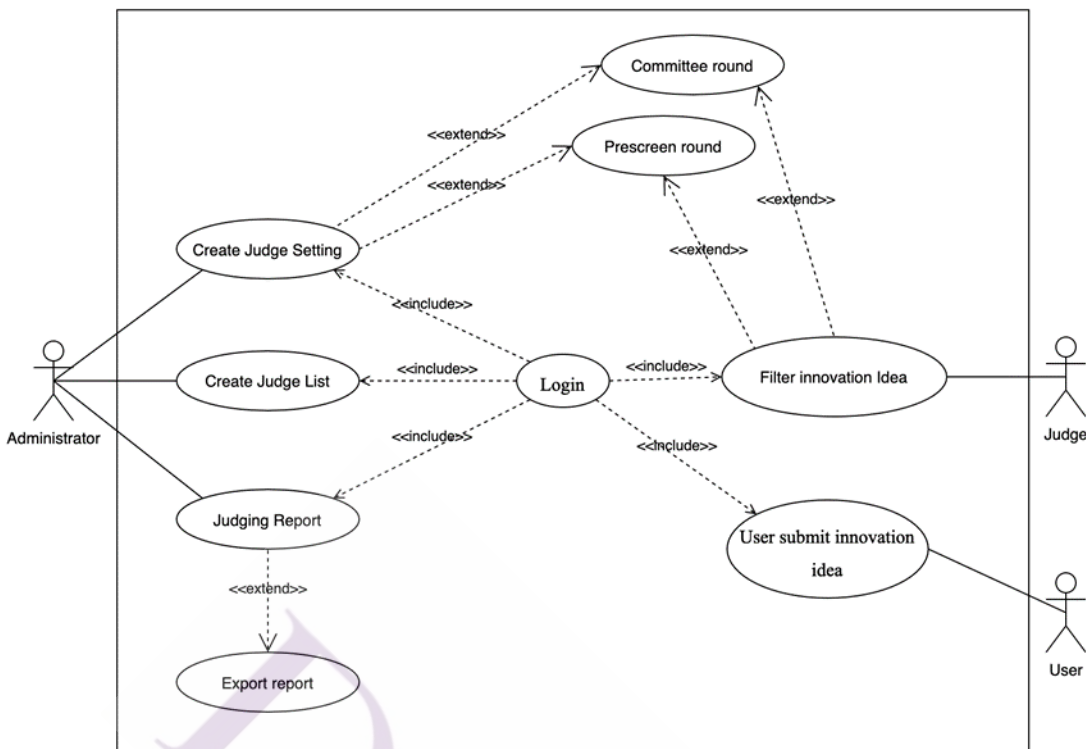 Committee round
<<extend>>
Prescreen round
<<extend>>
<<extend>>
<<extend>>
Create Judge Setting
<<include>>
Create Judge List
<<include>>
Login
<<include>>
Filter innovation Idea
Administrator
Judge
<<include>>
<<include>>
Judging Report
User submit innovation
idea
<<extend>>
User
Export report